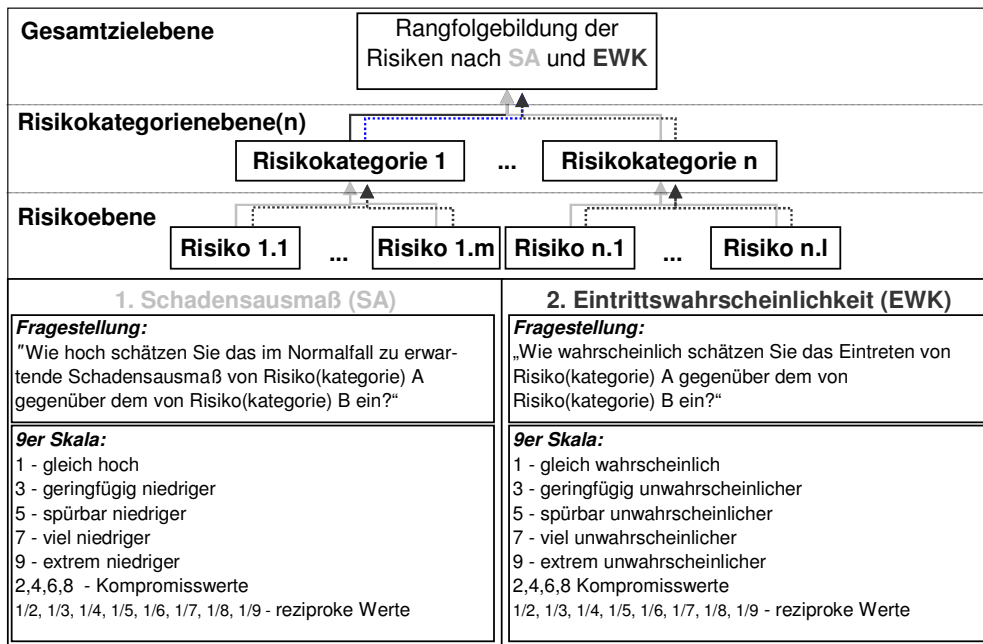 Gesamtzielebene
Rangfolgebildung der
Risiken nach SA und EWK
Risikokategorienebene(n)
Risikokategorie 1
...
Risikokategorie n
Risikoebene
Risiko 1.1
...
Risiko 1.m
Risiko n.1
...
Risiko n.l
1. Schadensausmaß (SA)
Fragestellung:
"Wie hoch schätzen Sie das im Normalfall zu erwar-
tende Schadensausmaß von Risiko(kategorie) A
gegenüber dem von Risiko(kategorie) B ein?“
9er Skala:
1 - gleich hoch
3 - geringfügig niedriger
5 - spürbar niedriger
7 - viel niedriger
9 - extrem niedriger
2,4,6,8 - Kompromisswerte
1/2, 1/3, 1/4, 1/5, 1/6, 1/7, 1/8, 1/9 - reziproke Werte
2. Eintrittswahrscheinlichkeit (EWK)
Fragestellung:
„Wie wahrscheinlich schätzen Sie das Eintreten von
Risiko(kategorie) A gegenüber dem von
Risiko(kategorie) B ein?“
9er Skala:
1 - gleich wahrscheinlich
3 - geringfügig unwahrscheinlicher
5 - spürbar unwahrscheinlicher
7 - viel unwahrscheinlicher
9 - extrem unwahrscheinlicher
2,4,6,8 Kompromisswerte
1/2, 1/3, 1/4, 1/5, 1/6, 1/7, 1/8, 1/9 - reziproke Werte